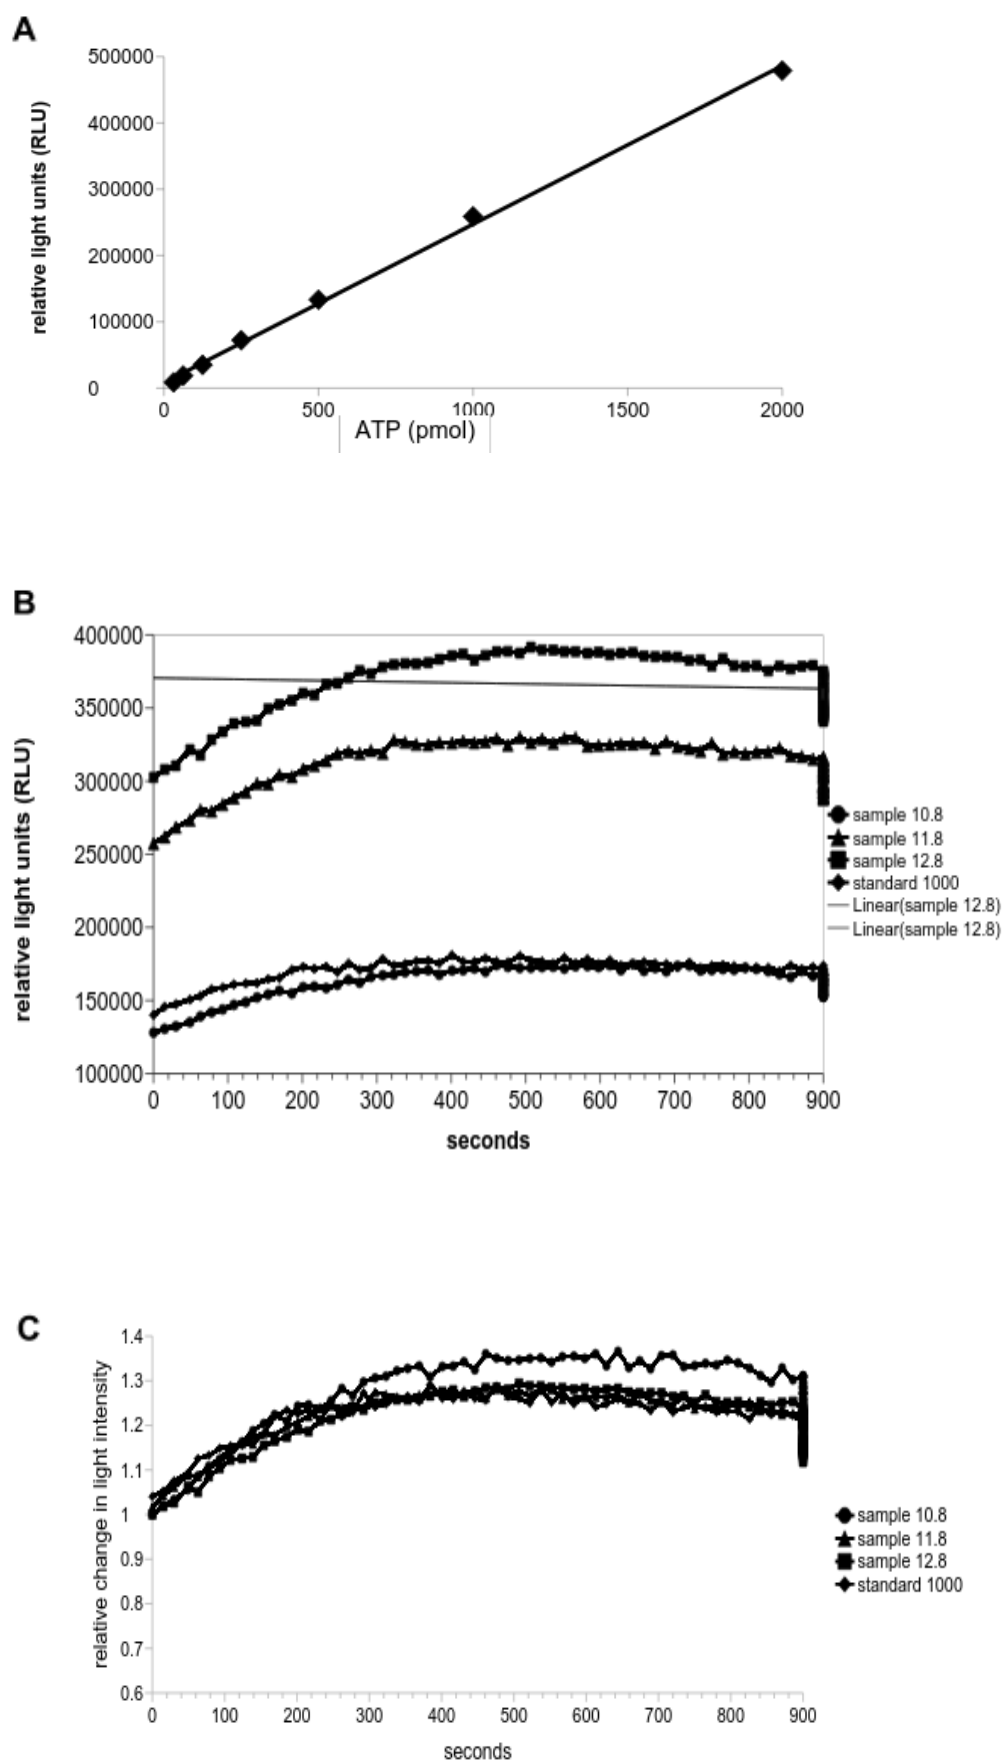 A
500000
400000
300000
200000
100000
0
relative light units (RLU)
0 500 1000 1500 2000
ATP (pmol)
B
400000
350000
300000
250000
200000
150000
100000
relative light units (RLU)
0 100 200 300 400 500 600 700 800 900
seconds
sample 10.8
sample 11.8
sample 12.8
standard 1000
Linear(sample 12.8)
Linear(sample 12.8)
C
1.4
1.3
1.2
1.1
1
0.9
0.8
0.7
0.6
relative change in light intensity
0 100 200 300 400 500 600 700 800 900
seconds
sample 10.8
sample 11.8
sample 12.8
standard 1000